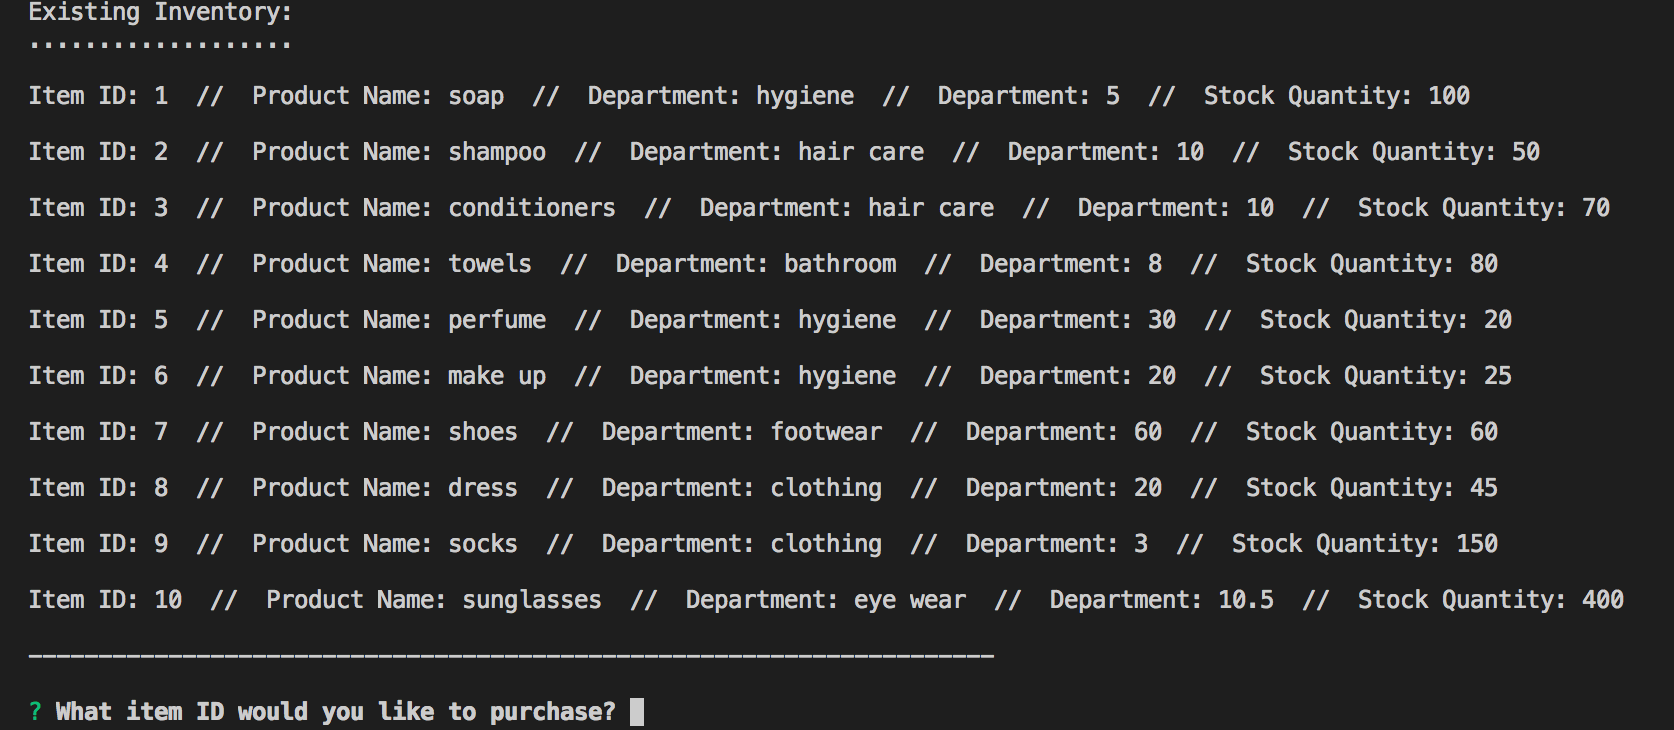 Existing Inventory:
...................
Item ID: 1  //  Product Name: soap  //  Department: hygiene  //  Department: 5  //  Stock Quantity: 100
Item ID: 2  //  Product Name: shampoo  //  Department: hair care  //  Department: 10  //  Stock Quantity: 50
Item ID: 3  //  Product Name: conditioners  //  Department: hair care  //  Department: 10  //  Stock Quantity: 70
Item ID: 4  //  Product Name: towels  //  Department: bathroom  //  Department: 8  //  Stock Quantity: 80
Item ID: 5  //  Product Name: perfume  //  Department: hygiene  //  Department: 30  //  Stock Quantity: 20
Item ID: 6  //  Product Name: make up  //  Department: hygiene  //  Department: 20  //  Stock Quantity: 25
Item ID: 7  //  Product Name: shoes  //  Department: footwear  //  Department: 60  //  Stock Quantity: 60
Item ID: 8  //  Product Name: dress  //  Department: clothing  //  Department: 20  //  Stock Quantity: 45
Item ID: 9  //  Product Name: socks  //  Department: clothing  //  Department: 3  //  Stock Quantity: 150
Item ID: 10  //  Product Name: sunglasses  //  Department: eye wear  //  Department: 10.5  //  Stock Quantity: 400
_____________________________________________________________________
? What item ID would you like to purchase?